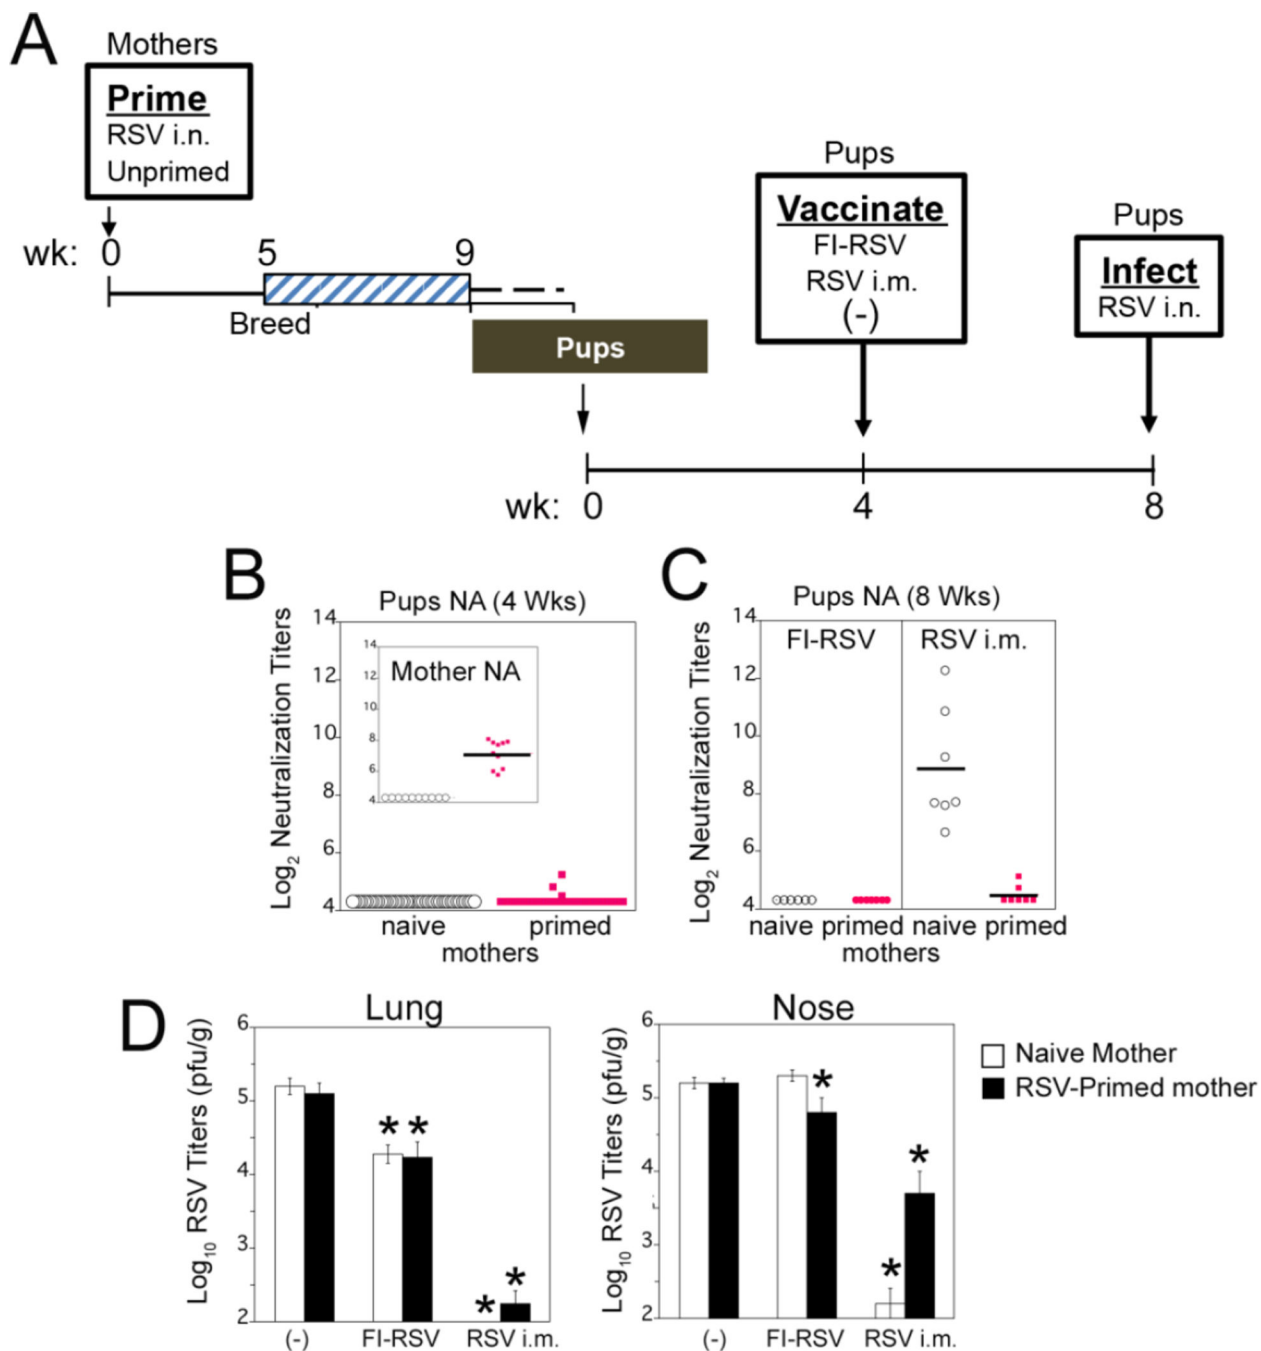 A
Mothers
Prime
RSV i.n.
Unprimed
wk: 0 5 9
Breed
Pups
Pups
Vaccinate
FI-RSV
RSV i.m.
(-)
Pups
Infect
RSV i.n.
wk: 0 4 8
B
Pups NA (4 Wks)
Log2 Neutralization Titers
14
12
10
8
6
4
Mother NA
14
12
10
8
6
4
naive primed
mothers
C
Pups NA (8 Wks)
Log2 Neutralization Titers
14
12
10
8
6
4
FI-RSV RSV i.m.
naive primed naive primed
mothers
D
Lung
Log10 RSV Titers (pfu/g)
6
5
4
3
2
* *
* *
(-) FI-RSV RSV i.m.
Nose
Log10 RSV Titers (pfu/g)
6
5
4
3
2
*
* *
(-) FI-RSV RSV i.m.
Naive Mother
RSV-Primed mother